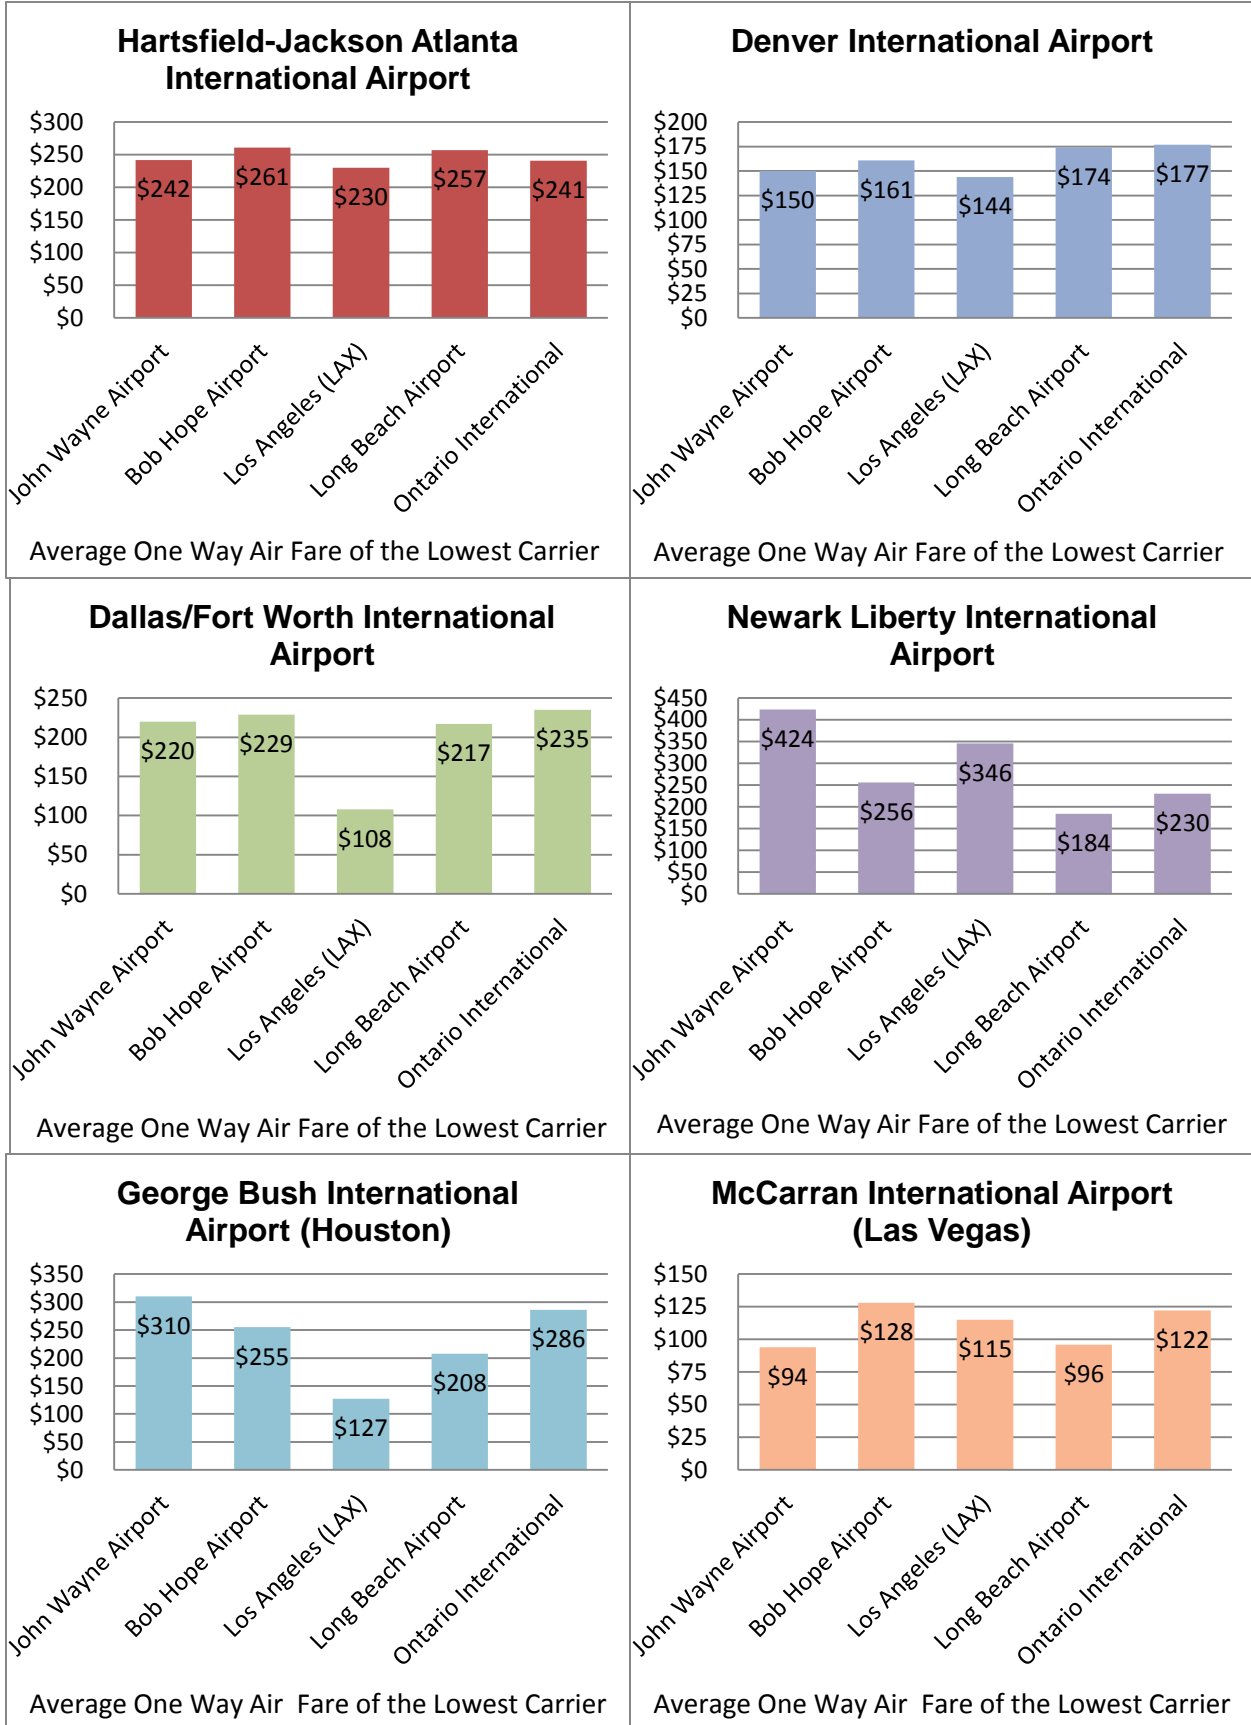 Hartsfield-Jackson Atlanta
International Airport
$300
$250
$200
$150
$100
$50
$0
$242
$261
$230
$257
$241
John Wayne Airport
Bob Hope Airport
Los Angeles (LAX)
Long Beach Airport
Ontario International
Average One Way Air Fare of the Lowest Carrier
Denver International Airport
$200
$175
$150
$125
$100
$75
$50
$25
$0
$150
$161
$144
$174
$177
John Wayne Airport
Bob Hope Airport
Los Angeles (LAX)
Long Beach Airport
Ontario International
Average One Way Air Fare of the Lowest Carrier
Dallas/Fort Worth International
Airport
$250
$200
$150
$100
$50
$0
$220
$229
$108
$217
$235
John Wayne Airport
Bob Hope Airport
Los Angeles (LAX)
Long Beach Airport
Ontario International
Average One Way Air Fare of the Lowest Carrier
Newark Liberty International
Airport
$450
$400
$350
$300
$250
$200
$150
$100
$50
$0
$424
$256
$346
$184
$230
John Wayne Airport
Bob Hope Airport
Los Angeles (LAX)
Long Beach Airport
Ontario International
Average One Way Air Fare of the Lowest Carrier
George Bush International
Airport (Houston)
$350
$300
$250
$200
$150
$100
$50
$0
$310
$255
$127
$208
$286
John Wayne Airport
Bob Hope Airport
Los Angeles (LAX)
Long Beach Airport
Ontario International
Average One Way Air  Fare of the Lowest Carrier
McCarran International Airport
(Las Vegas)
$150
$125
$100
$75
$50
$25
$0
$94
$128
$115
$96
$122
John Wayne Airport
Bob Hope Airport
Los Angeles (LAX)
Long Beach Airport
Ontario International
Average One Way Air  Fare of the Lowest Carrier